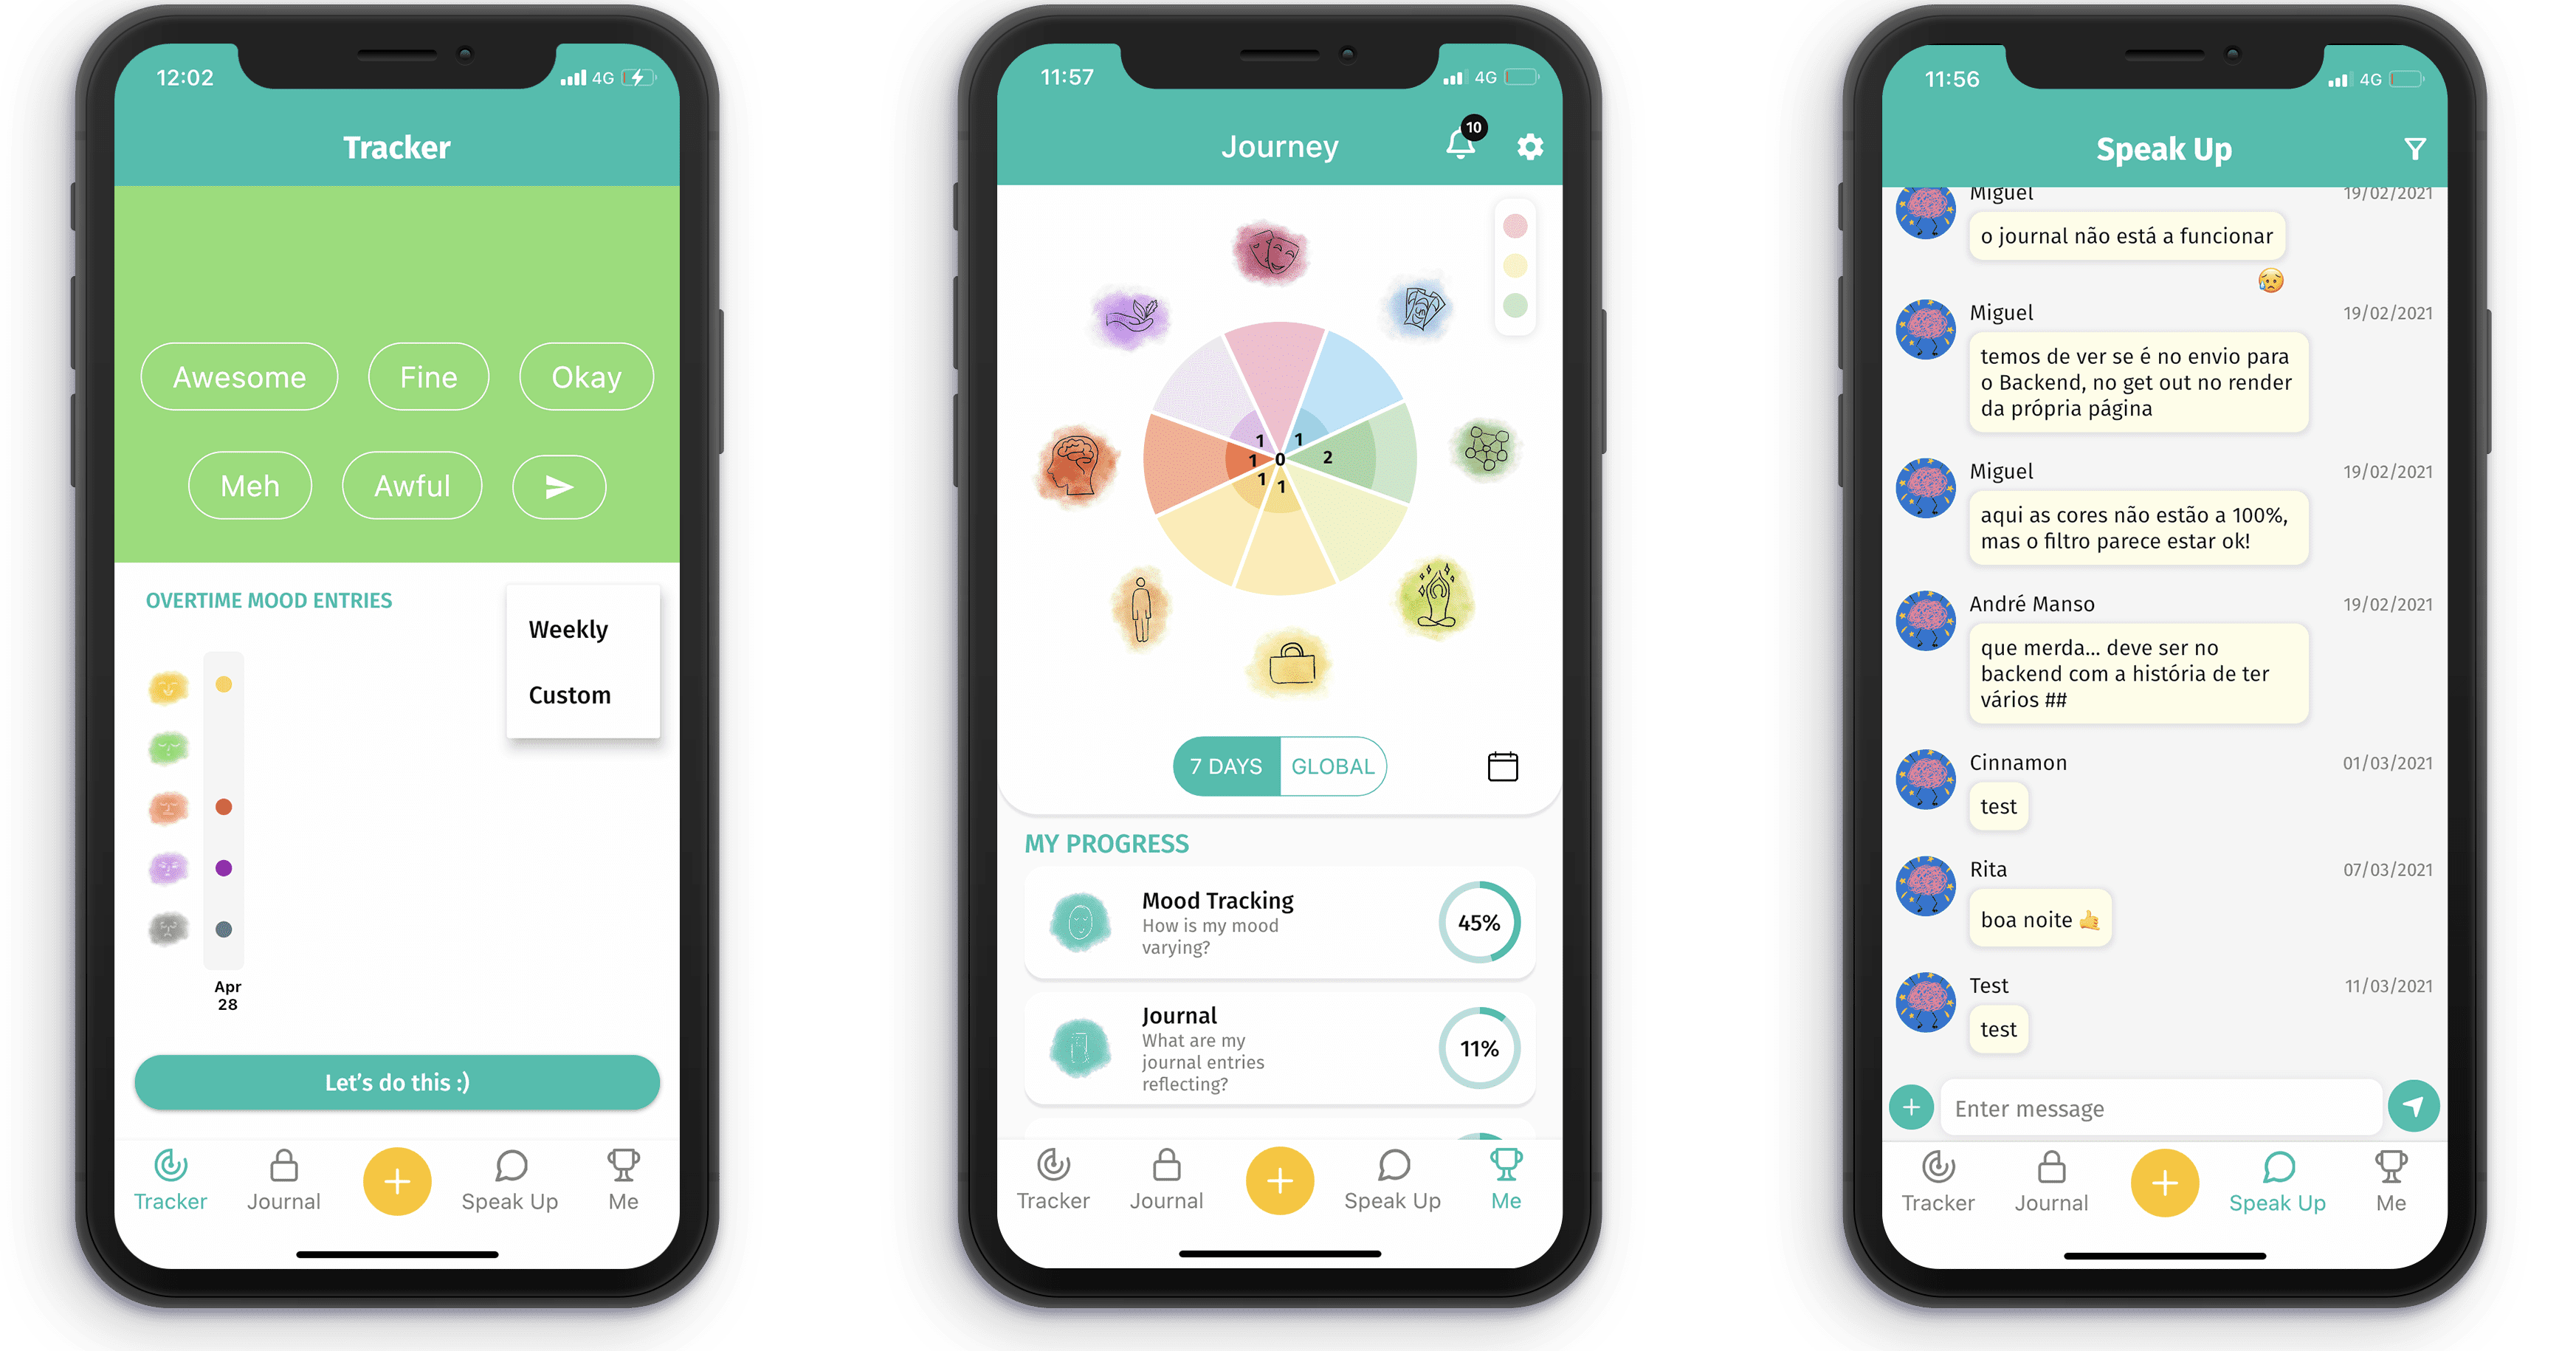 12:02
4G
Tracker
Awesome
Fine
Okay
Meh
Awful
OVERTIME MOOD ENTRIES
Weekly
Custom
Apr
28
Let's do this :)
Tracker
Journal
Speak Up
Me
11:57
4G
Journey
10
1
1
1
0
2
1
1
7 DAYS
GLOBAL
MY PROGRESS
Mood Tracking
How is my mood
varying?
45%
Journal
What are my
journal entries
reflecting?
11%
Tracker
Journal
Speak Up
Me
11:56
4G
Speak Up
Miguel
19/02/2021
o journal não está a funcionar
😥
Miguel
19/02/2021
temos de ver se é no envio para
o Backend, no get out no render
da própria página
Miguel
19/02/2021
aqui as cores não estão a 100%,
mas o filtro parece estar ok!
André Manso
19/02/2021
que merda... deve ser no
backend com a história de ter
vários ##
Cinnamon
01/03/2021
test
Rita
07/03/2021
boa noite 🤙
Test
11/03/2021
test
Enter message
Tracker
Journal
Speak Up
Me